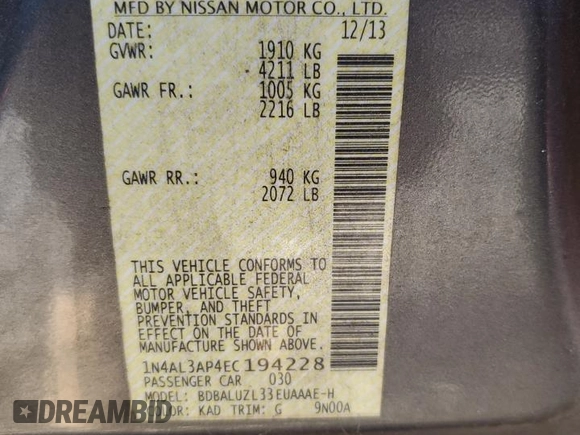 MFD BY NISSAN MOTOR CO., LTD.
DATE: 12/13
GVWR: 1910 KG
4211 LB
GAWR FR.: 1005 KG
2216 LB
GAWR RR.: 940 KG
2072 LB
THIS VEHICLE CONFORMS TO
ALL APPLICABLE FEDERAL
MOTOR VEHICLE SAFETY,
BUMPER, AND THEFT
PREVENTION STANDARDS IN
EFFECT ON THE DATE OF
MANUFACTURE SHOWN ABOVE.
1N4AL3AP4EC194228
PASSENGER CAR 030
MODEL: BDBALUZL33EUAAAE-H
COLOR: KAD TRIM: G 9N00A
DREAMBID